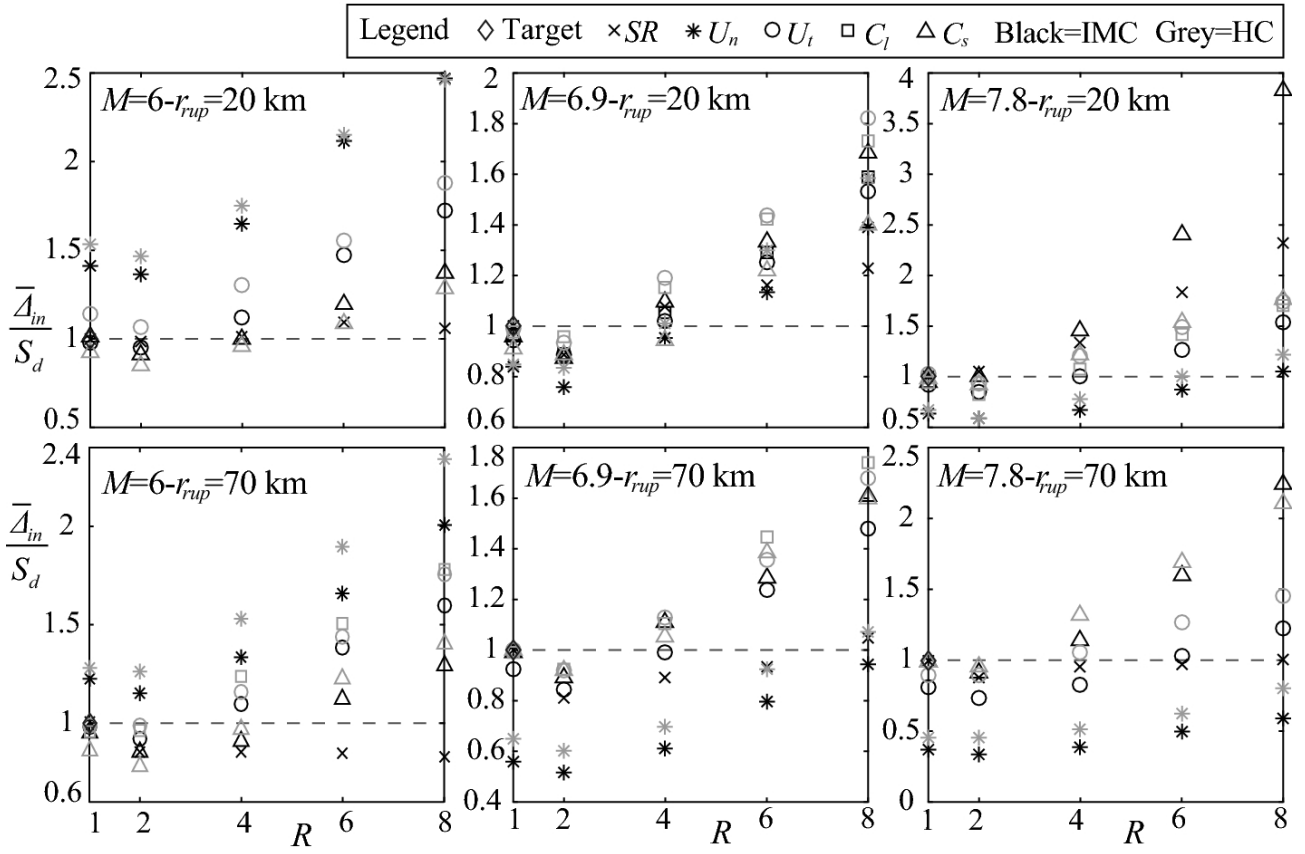 Legend ◇ Target × SR ∗ U_n ○ U_t □ C_l △ C_s Black=IMC Grey=HC
M=6-r_rup=20 km
2.5
2
1.5
1
0.5
Δ̅_in
S_d
M=6.9-r_rup=20 km
2
1.8
1.6
1.4
1.2
1
0.8
0.6
M=7.8-r_rup=20 km
4
3.5
3
2.5
2
1.5
1
0.5
M=6-r_rup=70 km
2.4
2
1.5
1
0.6
Δ̅_in
S_d
1 2 4 6 8
R
M=6.9-r_rup=70 km
1.8
1.6
1.4
1.2
1
0.8
0.6
0.4
1 2 4 6 8
R
M=7.8-r_rup=70 km
2.5
2
1.5
1
0.5
0
1 2 4 6 8
R